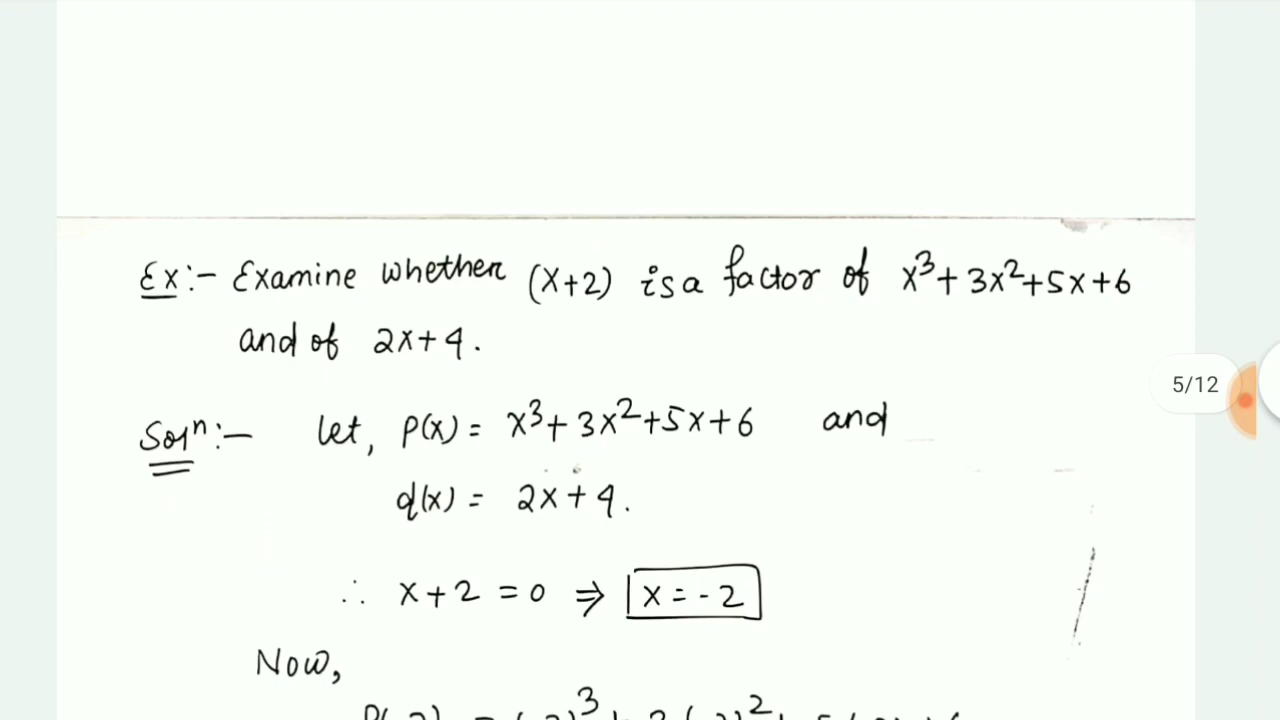 Ex:- Examine whether (x+2) is a factor of x³+3x²+5x+6
and of 2x+4.
5/12
Solⁿ:- let, p(x) = x³+3x²+5x+6 and
q(x) = 2x+4.
∴ x+2 = 0 ⇒ x = -2
Now,